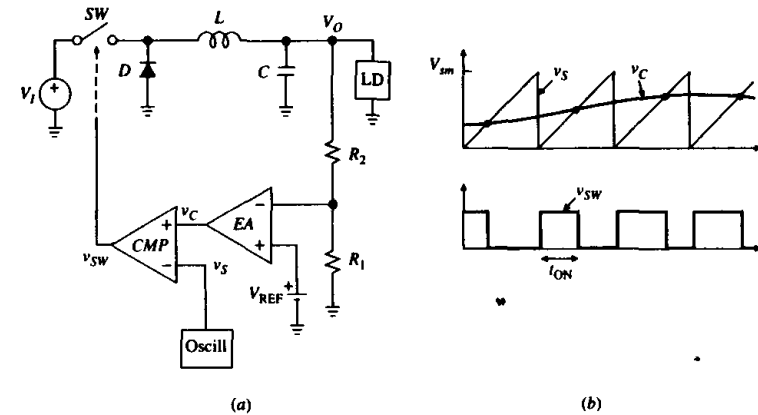 SW
L
V_O
D
C
LD
V_I
+
R_2
v_C
EA
−
+
+
CMP
−
v_SW
v_S
R_1
+
V_REF
Oscill
(a)
V_sm
v_S
v_C
v_SW
t_ON
(b)